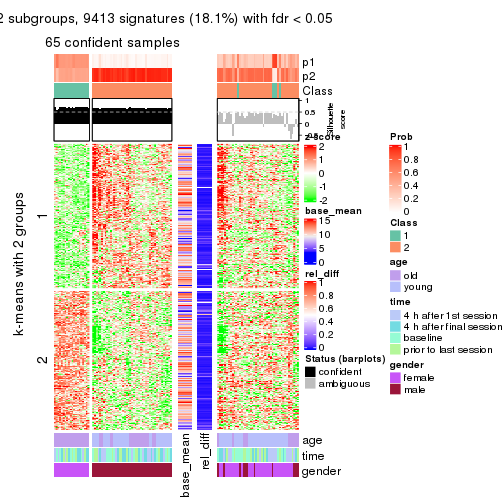 2 subgroups, 9413 signatures (18.1%) with fdr < 0.05
65 confident samples
p1
p2
Class
1
0.5
0
-0.5
Silhouette
score
k-means with 2 groups
1
2
z-score
2
1
0
-1
-2
base_mean
15
10
5
0
rel_diff
1
0.8
0.6
0.4
0.2
0
Status (barplots)
confident
ambiguous
Prob
1
0.8
0.6
0.4
0.2
0
Class
1
2
age
old
young
time
4 h after 1st session
4 h after final session
baseline
prior to last session
gender
female
male
age
time
gender
base_mean
rel_diff